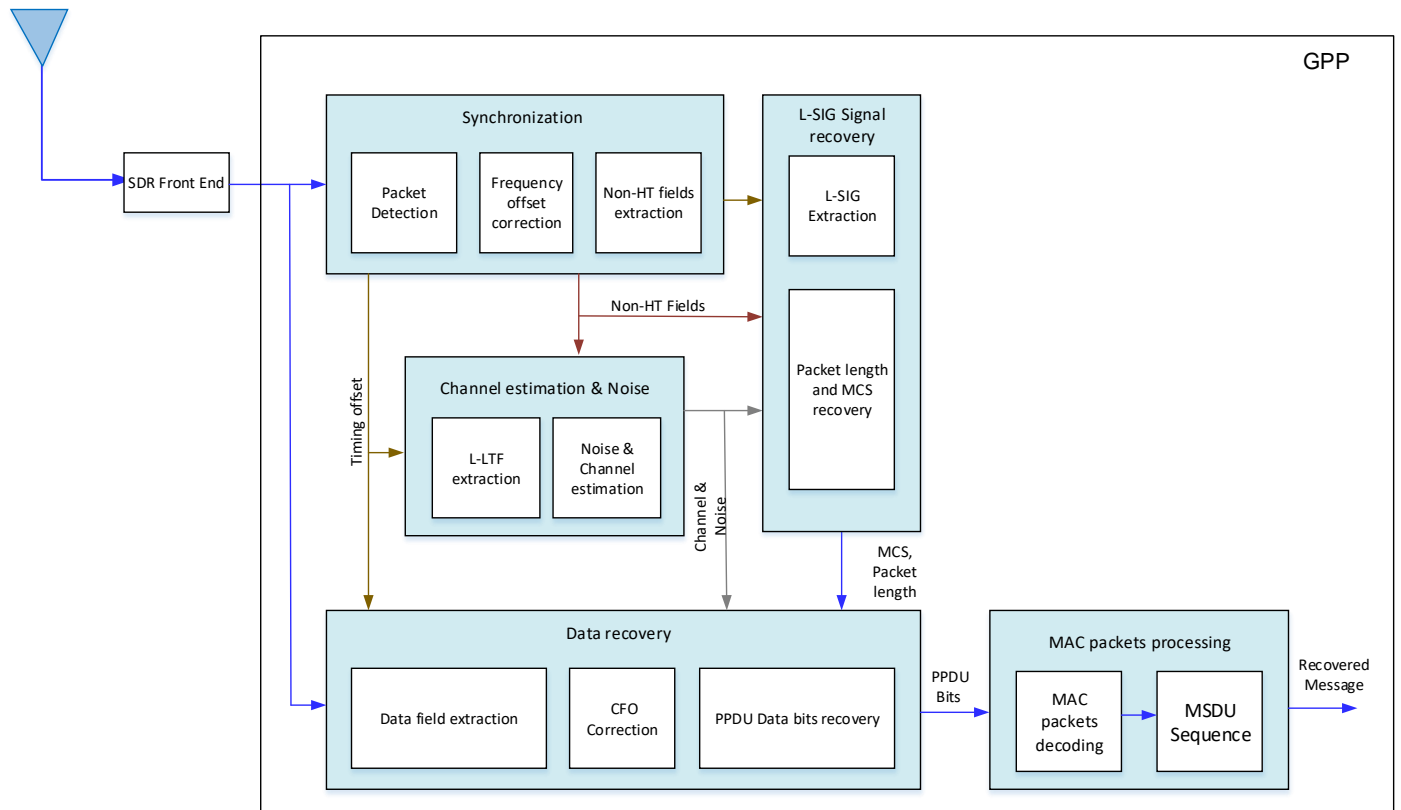 GPP
Synchronization
Packet
Detection
Frequency
offset
correction
Non-HT fields
extraction
L-SIG Signal
recovery
L-SIG
Extraction
SDR Front End
Non-HT Fields
Packet length
and MCS
recovery
Timing offset
Channel estimation & Noise
L-LTF
extraction
Noise &
Channel
estimation
Channel &
Noise
MCS,
Packet
length
Data recovery
Data field extraction
CFO
Correction
PPDU Data bits recovery
PPDU
Bits
MAC packets processing
MAC
packets
decoding
MSDU
Sequence
Recovered
Message